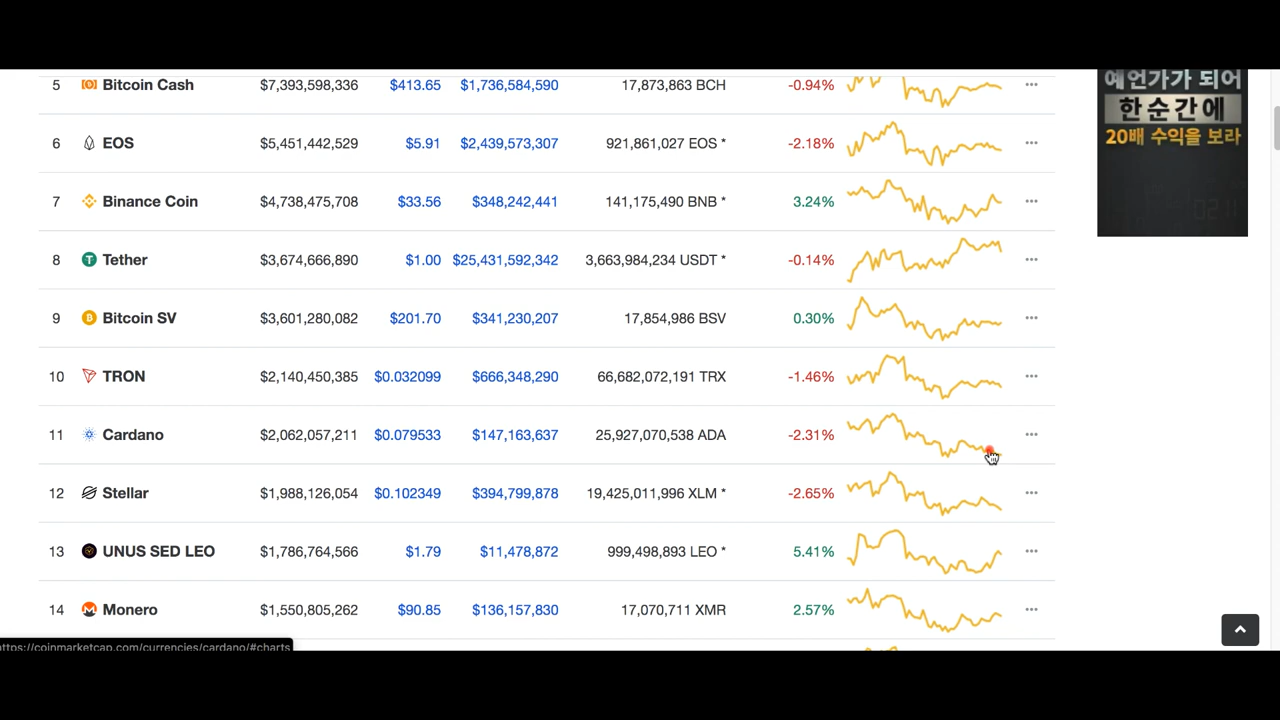 5 Bitcoin Cash $7,393,598,336 $413.65 $1,736,584,590 17,873,863 BCH -0.94%
6 EOS $5,451,442,529 $5.91 $2,439,573,307 921,861,027 EOS * -2.18%
7 Binance Coin $4,738,475,708 $33.56 $348,242,441 141,175,490 BNB * 3.24%
8 Tether $3,674,666,890 $1.00 $25,431,592,342 3,663,984,234 USDT * -0.14%
9 Bitcoin SV $3,601,280,082 $201.70 $341,230,207 17,854,986 BSV 0.30%
10 TRON $2,140,450,385 $0.032099 $666,348,290 66,682,072,191 TRX -1.46%
11 Cardano $2,062,057,211 $0.079533 $147,163,637 25,927,070,538 ADA -2.31%
12 Stellar $1,988,126,054 $0.102349 $394,799,878 19,425,011,996 XLM * -2.65%
13 UNUS SED LEO $1,786,764,566 $1.79 $11,478,872 999,498,893 LEO * 5.41%
14 Monero $1,550,805,262 $90.85 $136,157,830 17,070,711 XMR 2.57%
예언가가 되어
한순간에
20배 수익을 보라
https://coinmarketcap.com/currencies/cardano/#charts